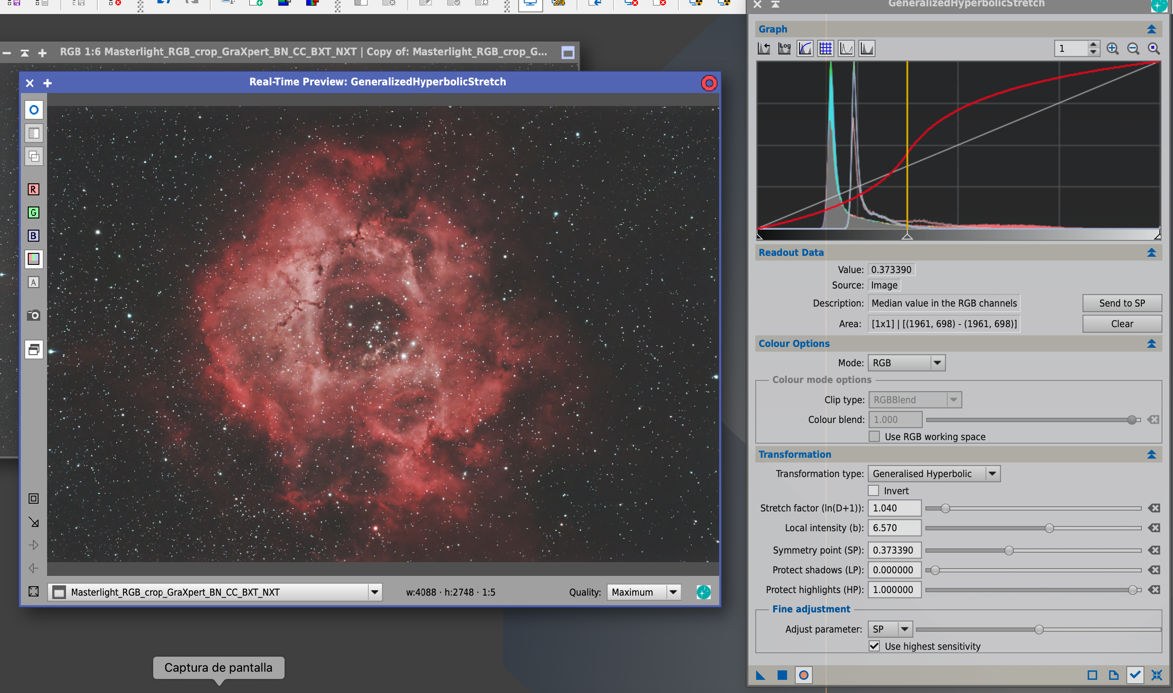 GeneralizedHyperbolicStretch
RGB 1:6 Masterlight_RGB_crop_GraXpert_BN_CC_BXT_NXT | Copy of: Masterlight_RGB_crop_G...
Real-Time Preview: GeneralizedHyperbolicStretch
R
G
B
A
Masterlight_RGB_crop_GraXpert_BN_CC_BXT_NXT
w:4088 · h:2748 · 1:5
Quality: Maximum
Captura de pantalla
Graph
Log
1
Readout Data
Value: 0.373390
Source: Image
Description: Median value in the RGB channels
Send to SP
Area: [1x1] | [(1961, 698) - (1961, 698)]
Clear
Colour Options
Mode: RGB
Colour mode options
Clip type: RGBBlend
Colour blend: 1.000
Use RGB working space
Transformation
Transformation type: Generalised Hyperbolic
Invert
Stretch factor (ln(D+1)): 1.040
Local intensity (b): 6.570
Symmetry point (SP): 0.373390
Protect shadows (LP): 0.000000
Protect highlights (HP): 1.000000
Fine adjustment
Adjust parameter: SP
Use highest sensitivity